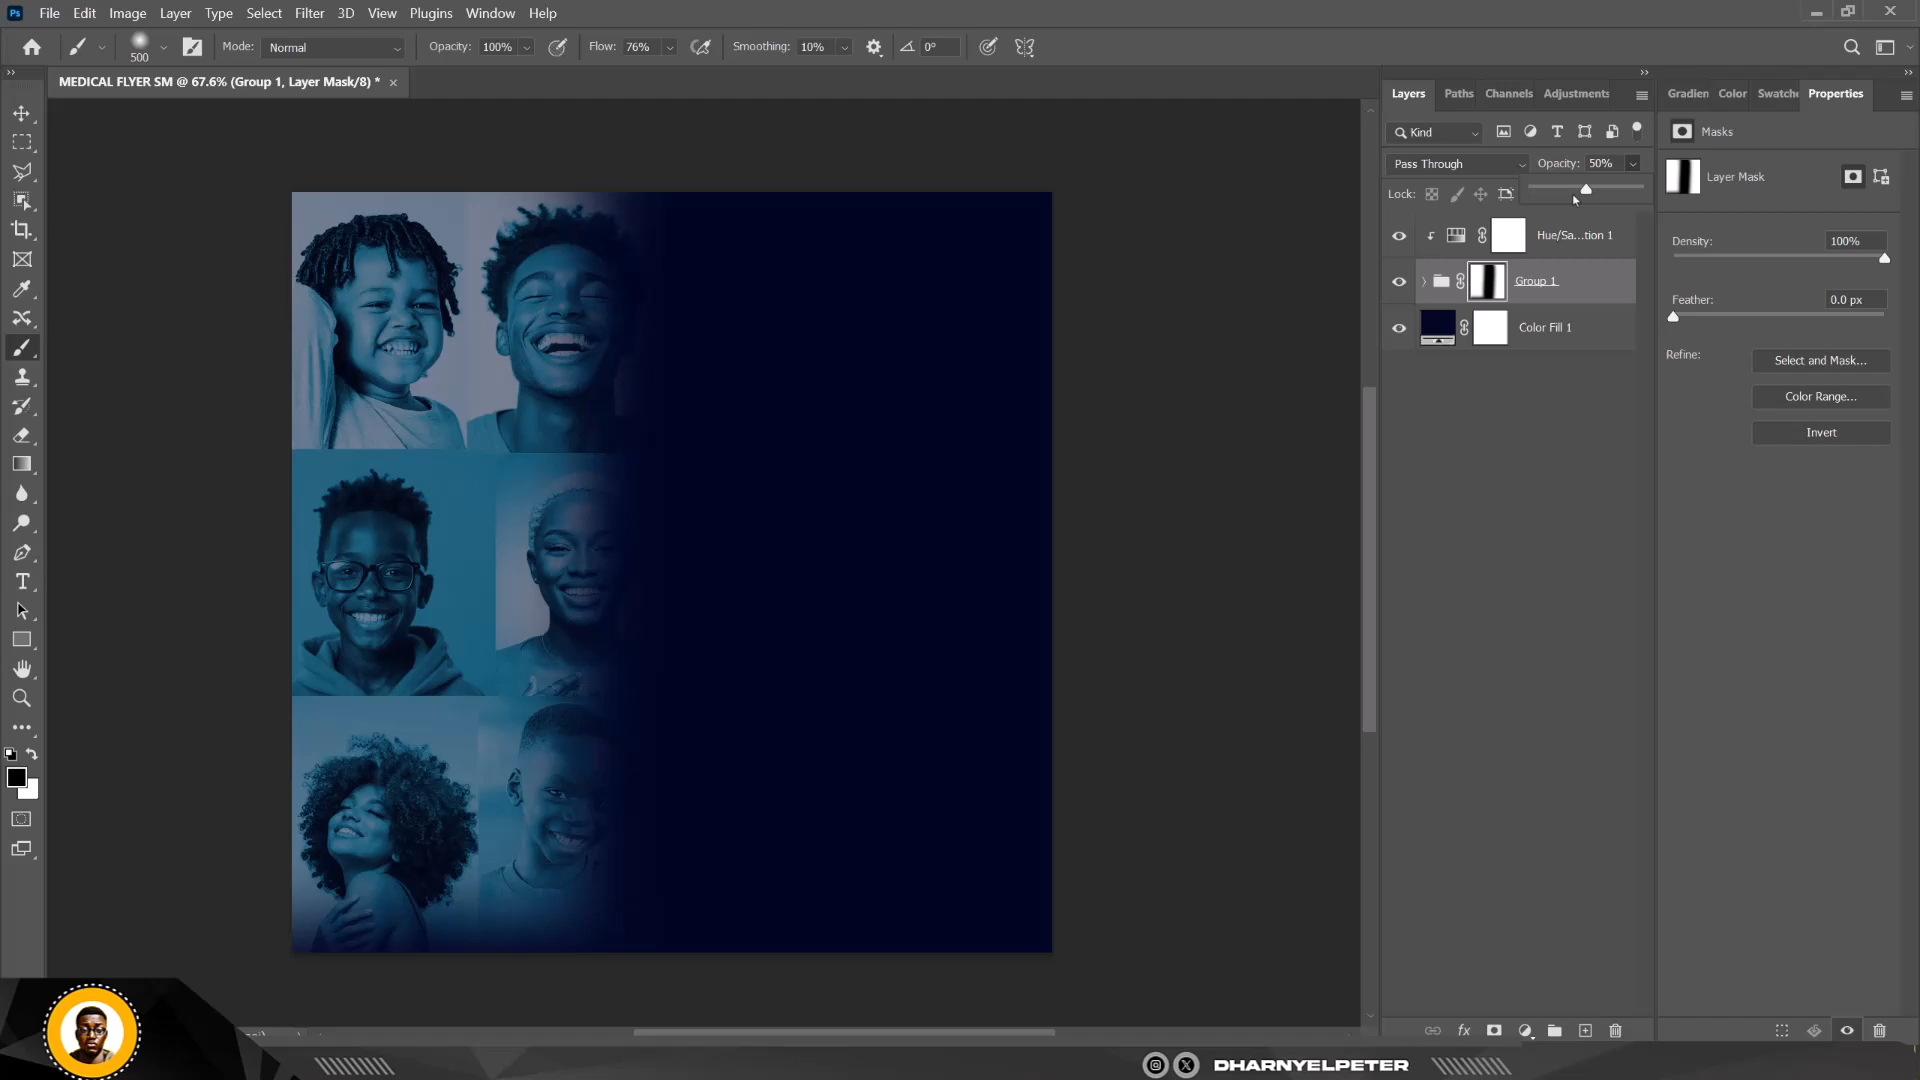 Ps File Edit Image Layer Type Select Filter 3D View Plugins Window Help
500 Mode: Normal Opacity: 100% Flow: 76% Smoothing: 10% 0°
MEDICAL FLYER SM @ 67.6% (Group 1, Layer Mask/8) *
Layers Paths Channels Adjustments
Gradien Color Swatche Properties
Kind
Masks
Pass Through Opacity: 50%
Layer Mask
Lock:
Hue/Sa...tion 1
Density: 100%
Group 1
Feather: 0.0 px
Color Fill 1
Refine: Select and Mask...
Color Range...
Invert
fx
DHARNYELPETER